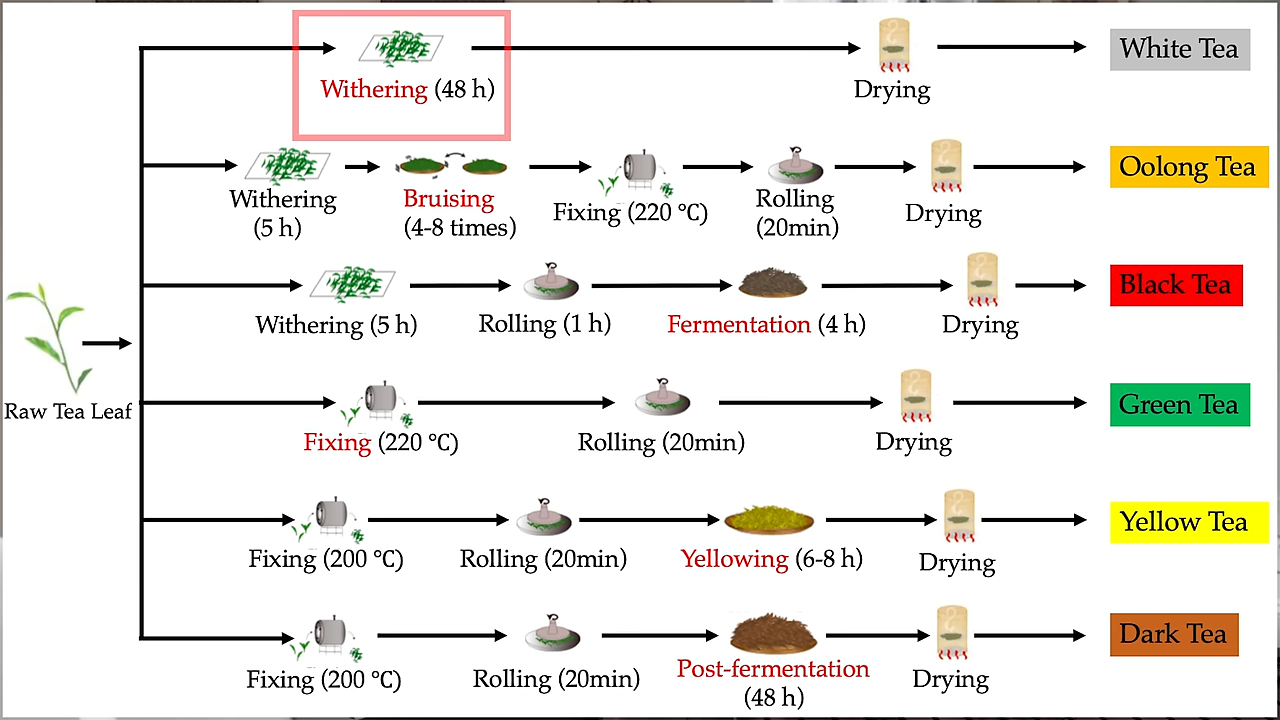 Withering (48 h)
Drying
White Tea
Withering
(5 h)
Bruising
(4-8 times)
Fixing (220 °C)
Rolling
(20min)
Drying
Oolong Tea
Withering (5 h)
Rolling (1 h)
Fermentation (4 h)
Drying
Black Tea
Raw Tea Leaf
Fixing (220 °C)
Rolling (20min)
Drying
Green Tea
Fixing (200 °C)
Rolling (20min)
Yellowing (6-8 h)
Drying
Yellow Tea
Fixing (200 °C)
Rolling (20min)
Post-fermentation
(48 h)
Drying
Dark Tea